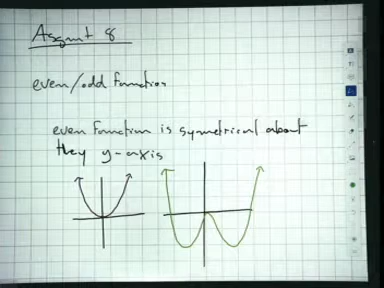 Asgmt 8
even/odd function
even function is symmetrical about
they y-axis